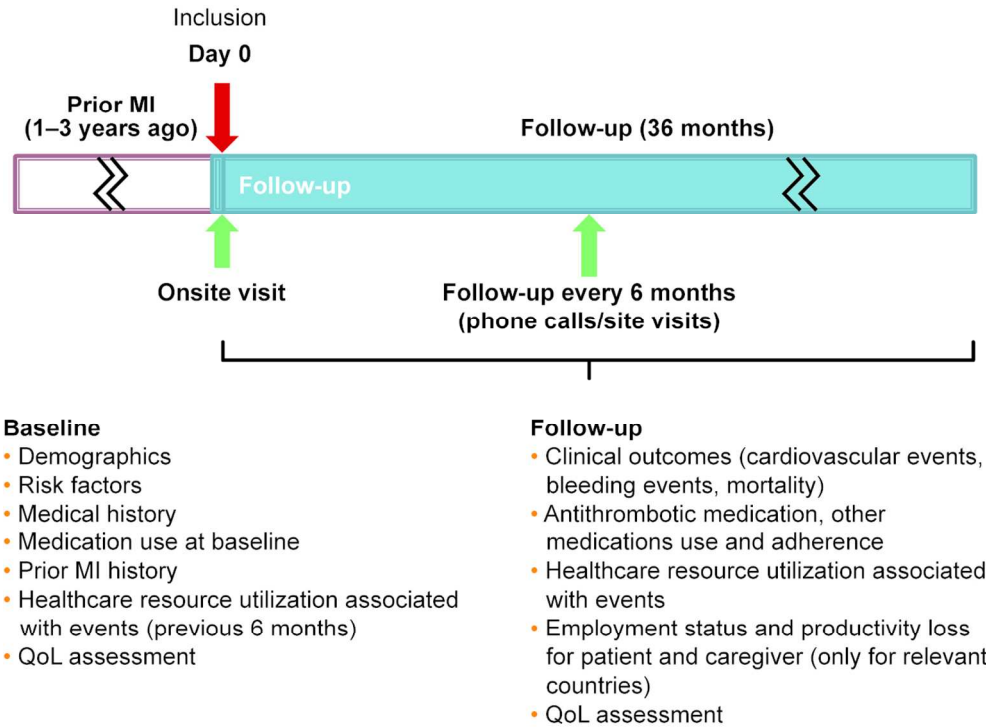 Inclusion
Day 0
Prior MI
(1–3 years ago)
Follow-up (36 months)
Follow-up
Onsite visit
Follow-up every 6 months
(phone calls/site visits)
Baseline
• Demographics
• Risk factors
• Medical history
• Medication use at baseline
• Prior MI history
• Healthcare resource utilization associated
with events (previous 6 months)
• QoL assessment
Follow-up
• Clinical outcomes (cardiovascular events,
bleeding events, mortality)
• Antithrombotic medication, other
medications use and adherence
• Healthcare resource utilization associated
with events
• Employment status and productivity loss
for patient and caregiver (only for relevant
countries)
• QoL assessment